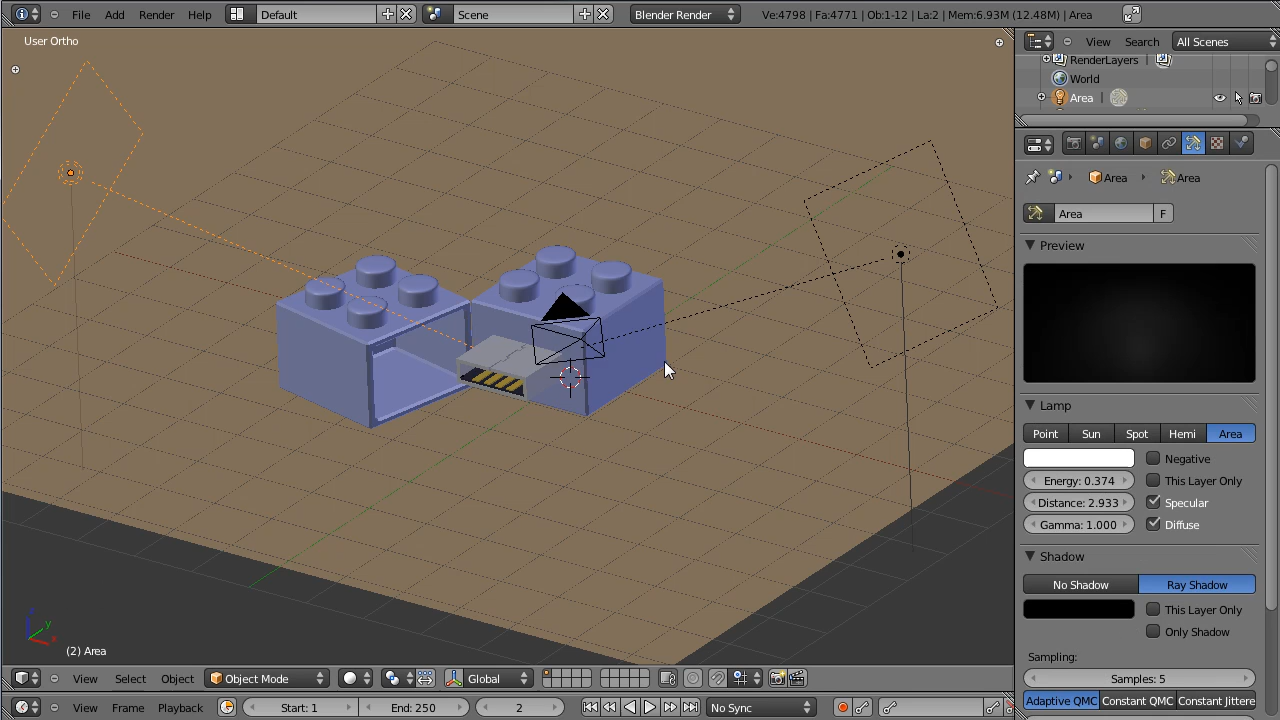 File Add Render Help Default Scene Blender Render Ve:4798 | Fa:4771 | Ob:1-12 | La:2 | Mem:6.93M (12.48M) | Area
User Ortho
View Search All Scenes
RenderLayers
World
Area
Area Area
Area F
Preview
Lamp
Point Sun Spot Hemi Area
Negative
Energy: 0.374 This Layer Only
Distance: 2.933 Specular
Gamma: 1.000 Diffuse
Shadow
No Shadow Ray Shadow
This Layer Only
Only Shadow
Sampling:
Samples: 5
Adaptive QMC Constant QMC Constant Jittere
z
y
x
(2) Area
View Select Object Object Mode Global
View Frame Playback Start: 1 End: 250 2 No Sync